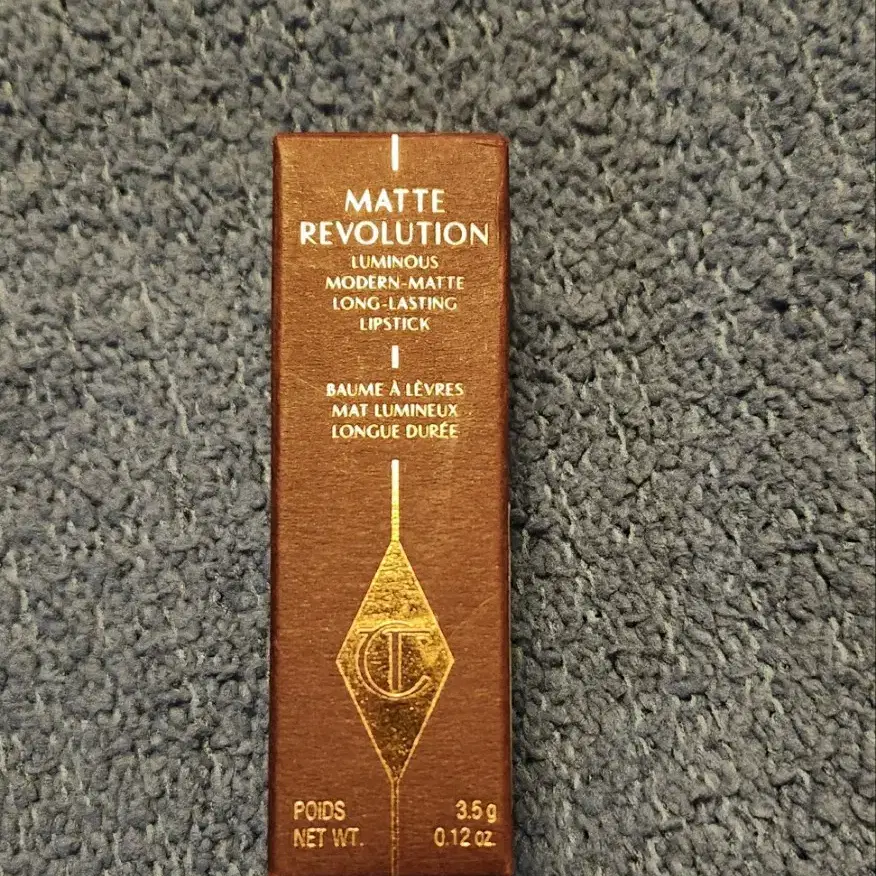 MATTE
REVOLUTION
LUMINOUS
MODERN-MATTE
LONG-LASTING
LIPSTICK
BAUME À LÈVRES
MAT LUMINEUX
LONGUE DURÉE
CT
POIDS 3.5 g
NET WT. 0.12 oz.